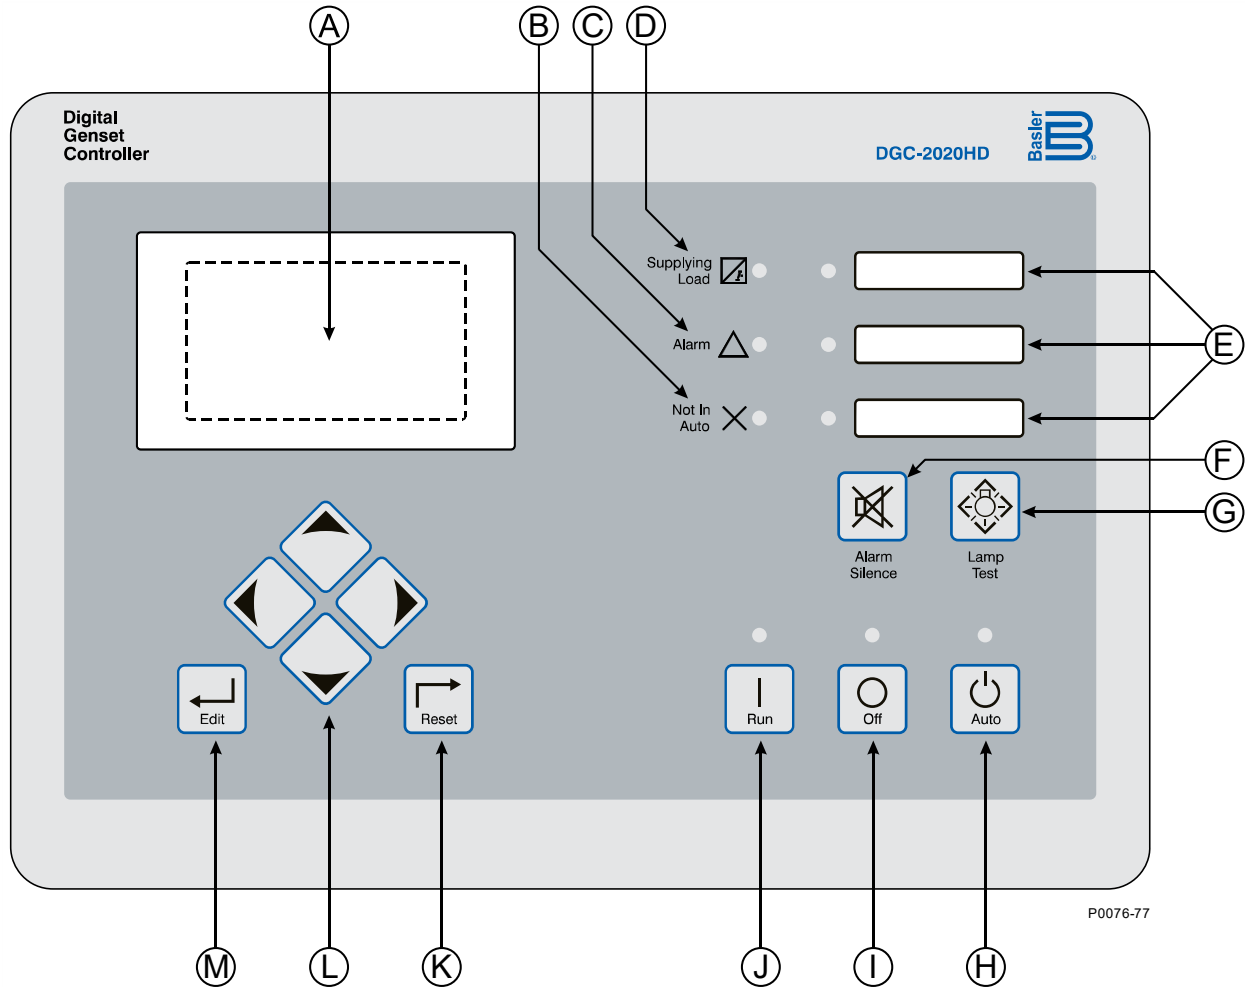 A
B
C
D
Digital
Genset
Controller
DGC-2020HD
Basler
Supplying
Load
Alarm
Not In
Auto
E
F
G
Alarm
Silence
Lamp
Test
Edit
Reset
Run
Off
Auto
P0076-77
M
L
K
J
I
H